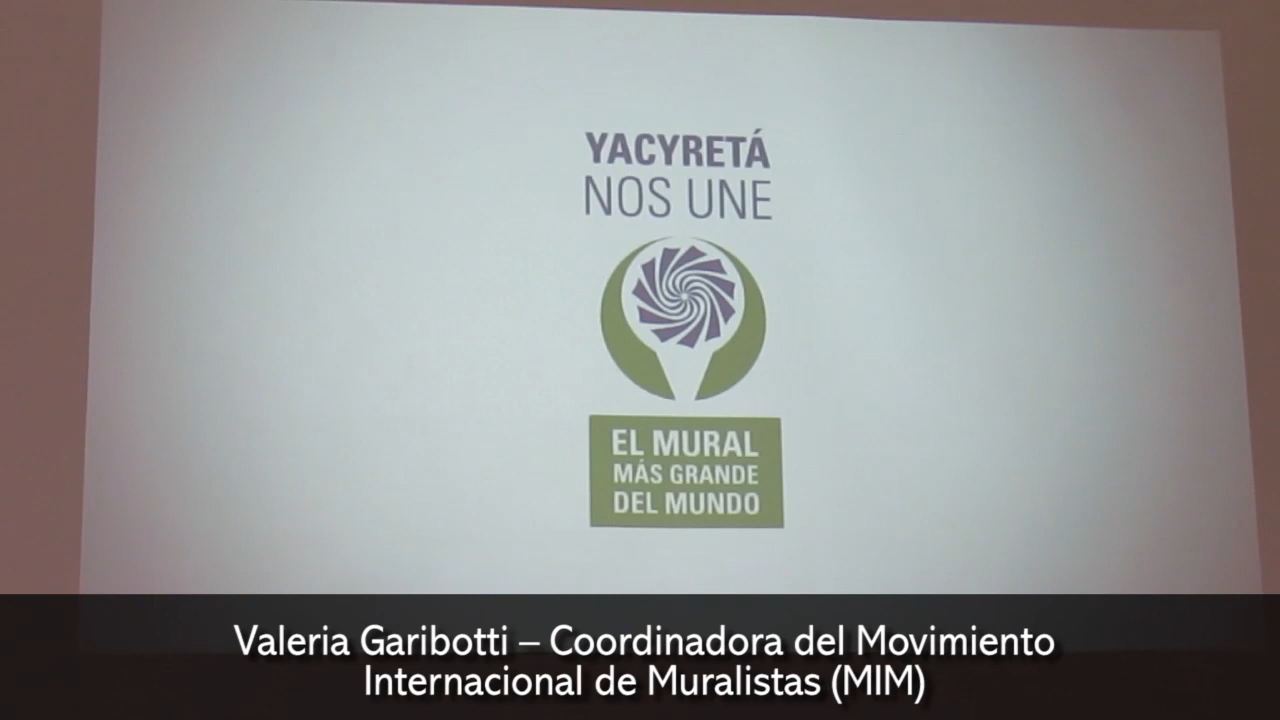 YACYRETÁ
NOS UNE
EL MURAL
MÁS GRANDE
DEL MUNDO
Valeria Garibotti – Coordinadora del Movimiento
Internacional de Muralistas (MIM)